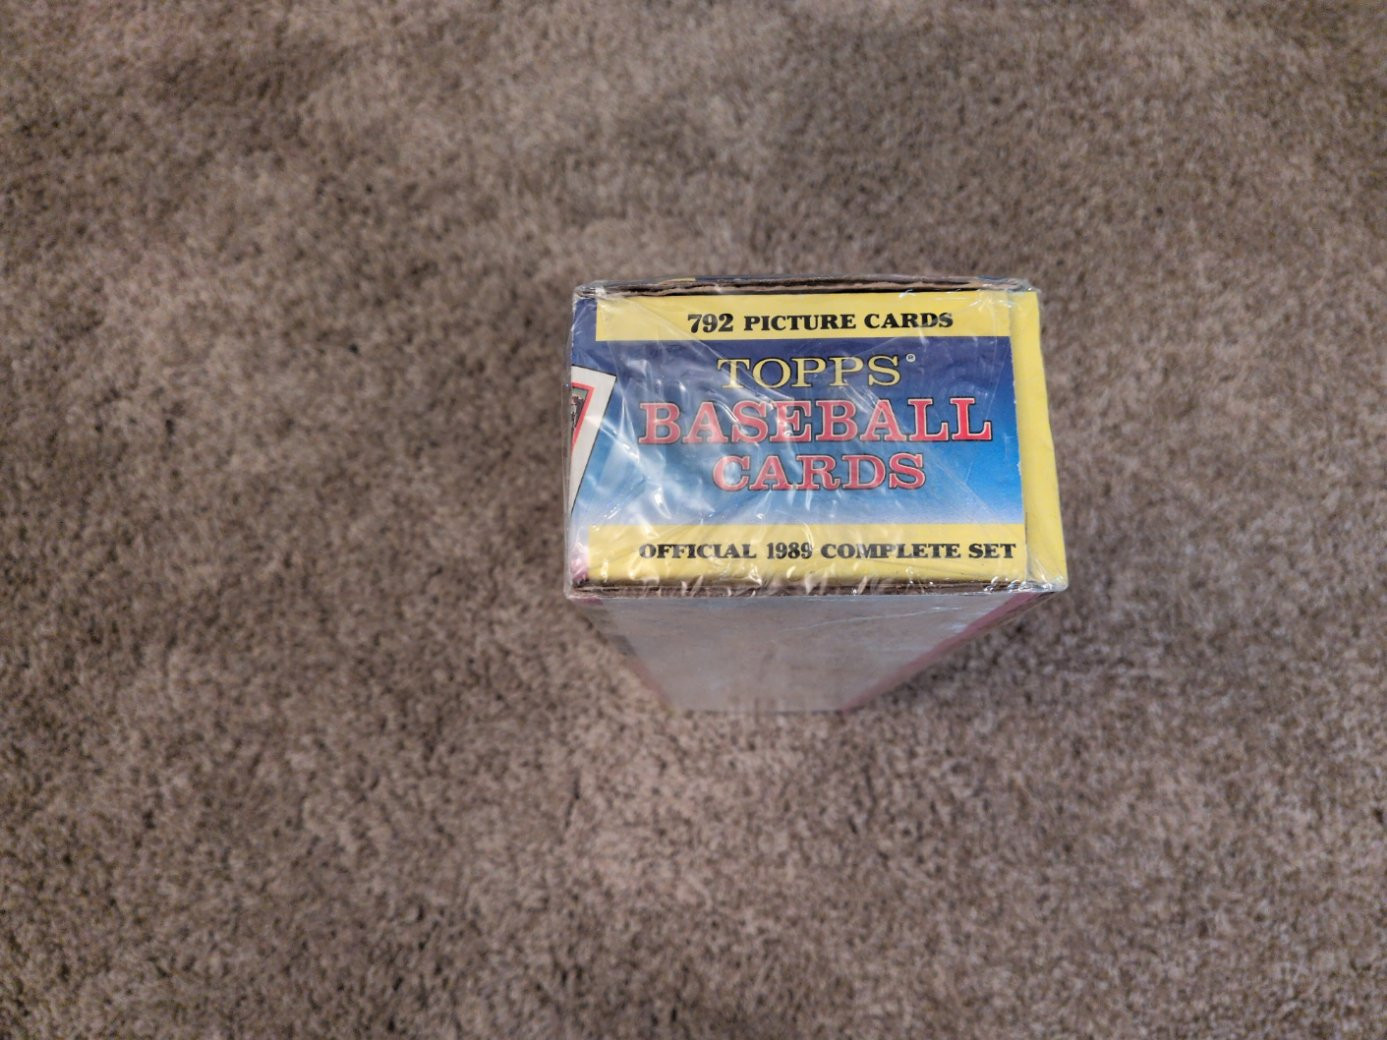 792 PICTURE CARDS
TOPPS®
BASEBALL
CARDS
OFFICIAL 1989 COMPLETE SET